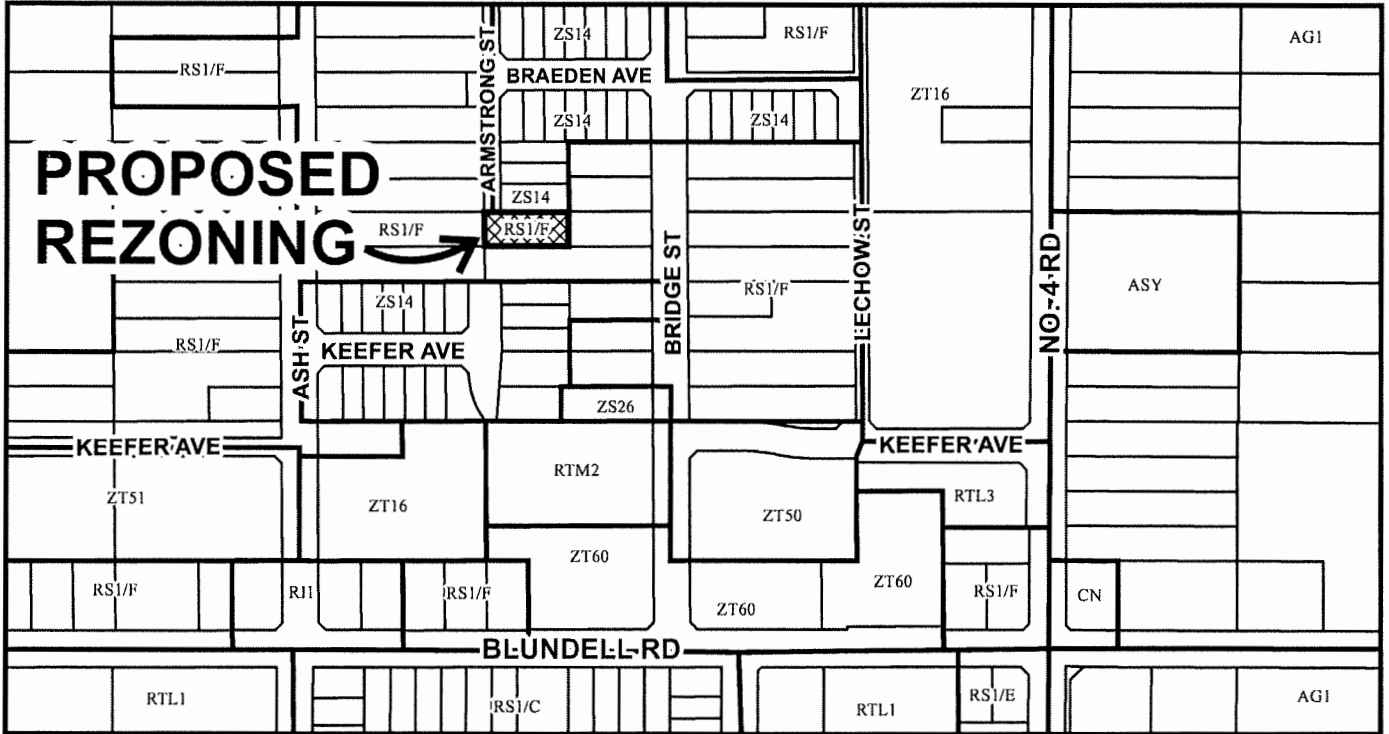 ZS14
RS1/F
AG1
RS1/F
ARMSTRONG ST
BRAEDEN AVE
ZT16
ZS14
ZS14
PROPOSED
REZONING
ZS14
RS1/F
RS1/F
BRIDGE ST
LECHOW ST
NO. 4 RD
ASY
ZS14
RS1/F
ASH ST
RS1/F
KEEFER AVE
ZS26
KEEFER AVE
KEEFER AVE
RTM2
ZT51
ZT16
ZT50
RTL3
ZT60
RS1/F
RJ1
RS1/F
ZT60
ZT60
RS1/F
CN
BLUNDELL RD
RTL1
RS1/C
RTL1
RS1/E
AG1